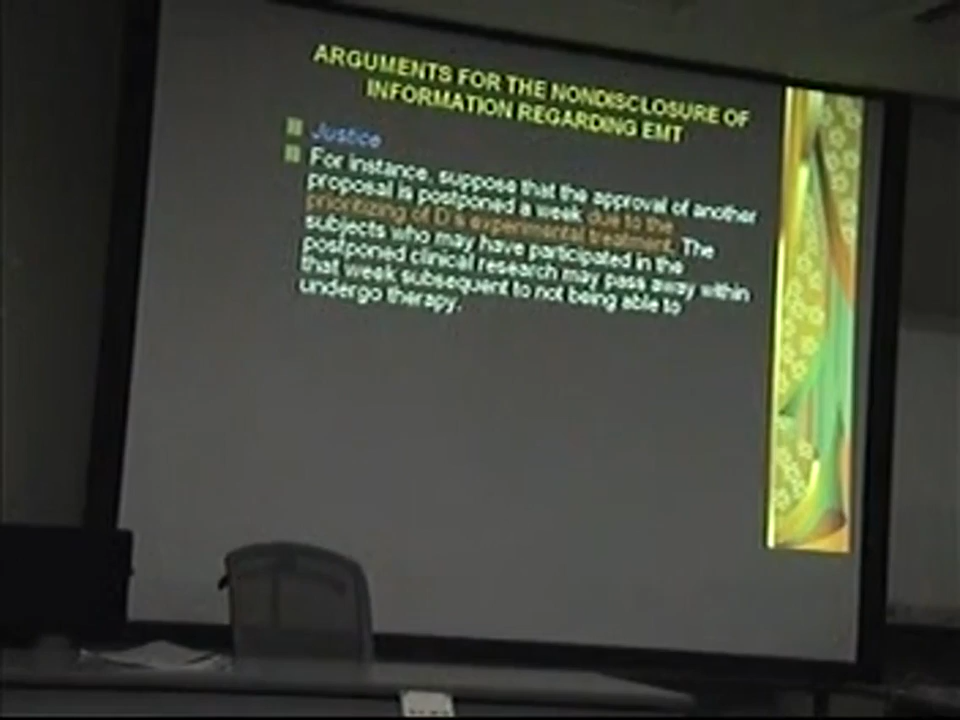 ARGUMENTS FOR THE NONDISCLOSURE OF
INFORMATION REGARDING EMT
Justice
For instance, suppose that the approval of another
proposal is postponed a week due to the
prioritizing of D's experimental treatment. The
subjects who may have participated in the
postponed clinical research may pass away within
that week subsequent to not being able to
undergo therapy.